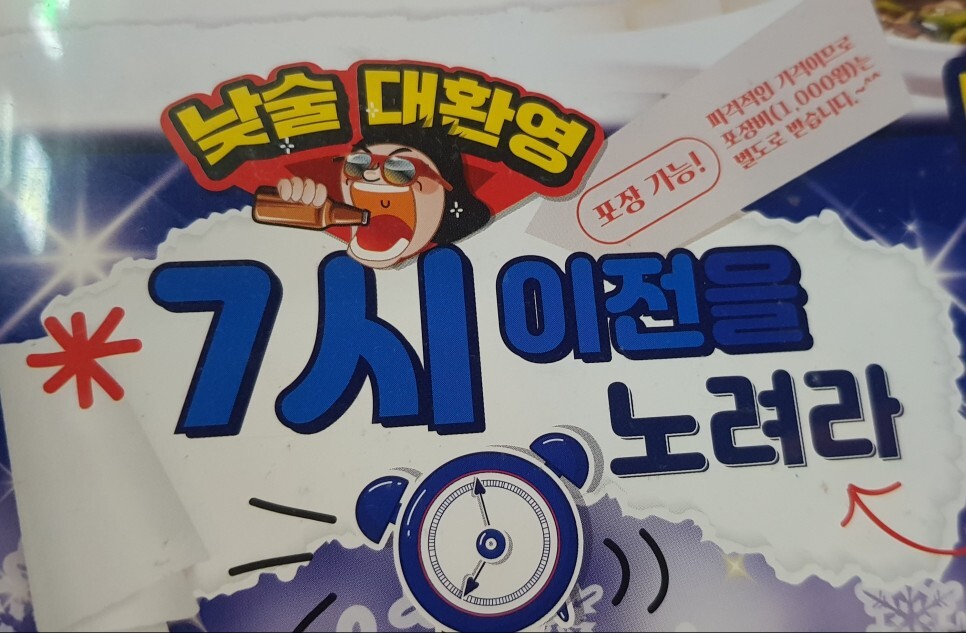 낮술 대환영
포장 가능!
파격적인 가격이므로
포장비(1,000원)는
별도로 받습니다.~^^
7시 이전을
노려라